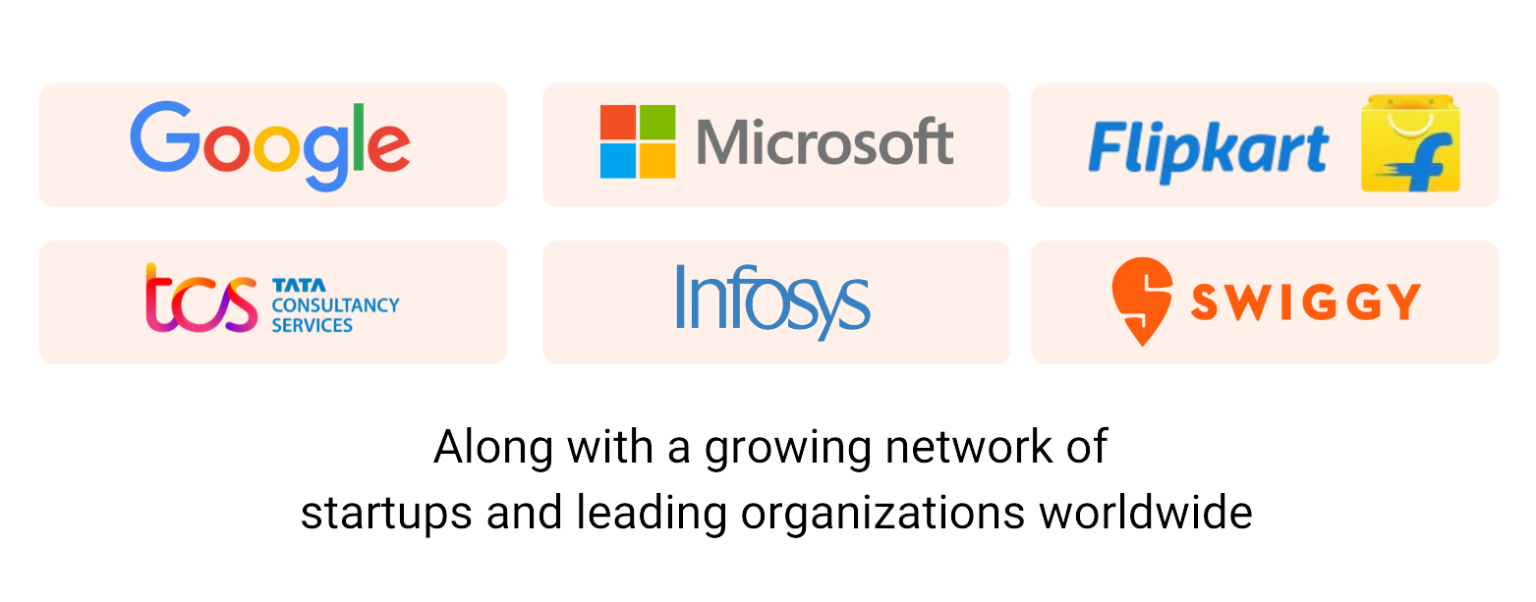 Google
Microsoft
Flipkart
f
tcs TATA
CONSULTANCY
SERVICES
Infosys
SWIGGY
Along with a growing network of
startups and leading organizations worldwide